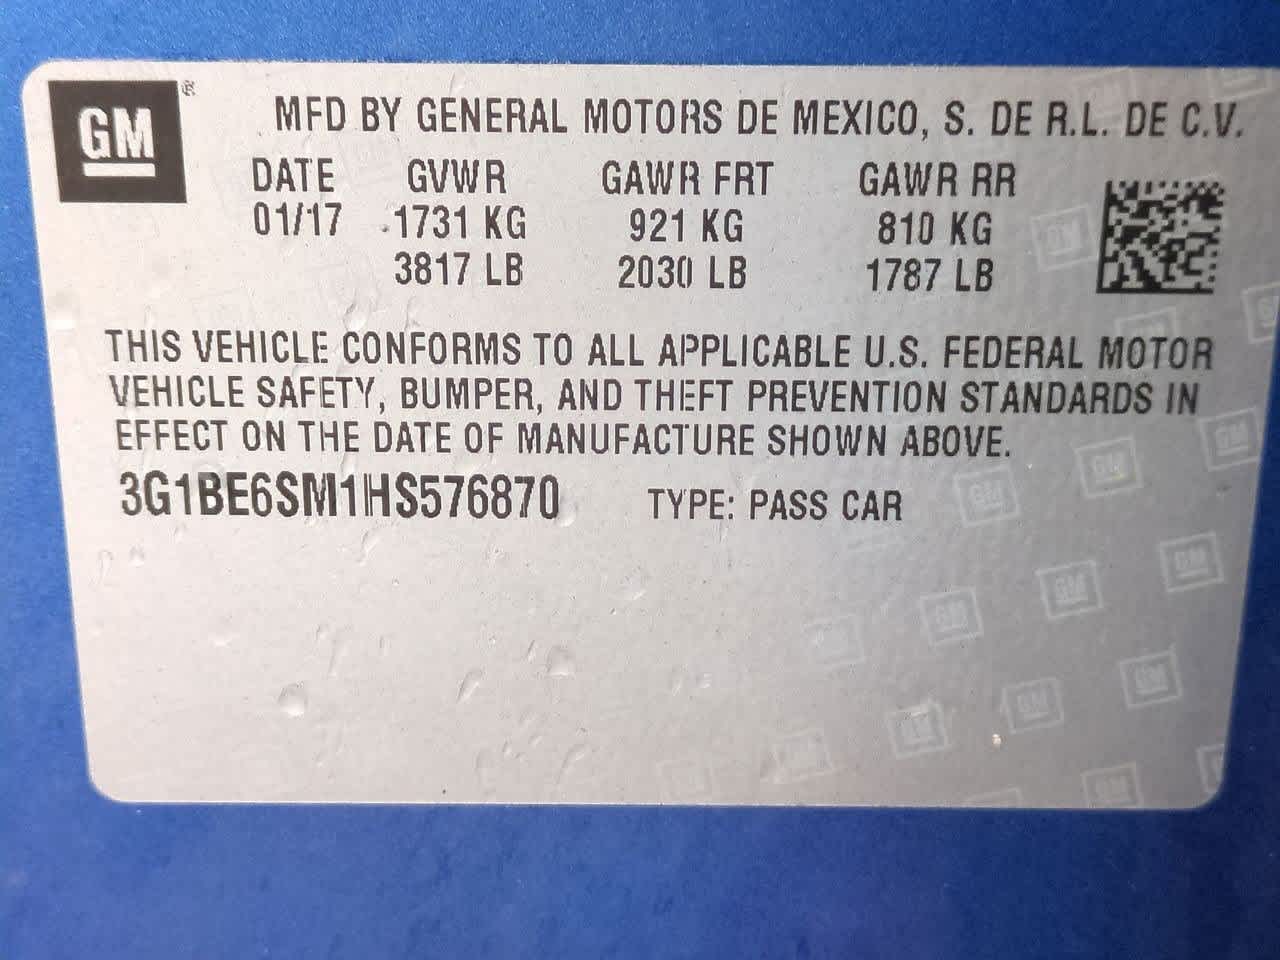 GM®
MFD BY GENERAL MOTORS DE MEXICO, S. DE R.L. DE C.V.
DATE GVWR GAWR FRT GAWR RR
01/17 1731 KG 921 KG 810 KG
3817 LB 2030 LB 1787 LB
THIS VEHICLE CONFORMS TO ALL APPLICABLE U.S. FEDERAL MOTOR
VEHICLE SAFETY, BUMPER, AND THEFT PREVENTION STANDARDS IN
EFFECT ON THE DATE OF MANUFACTURE SHOWN ABOVE.
3G1BE6SM1HS576870 TYPE: PASS CAR